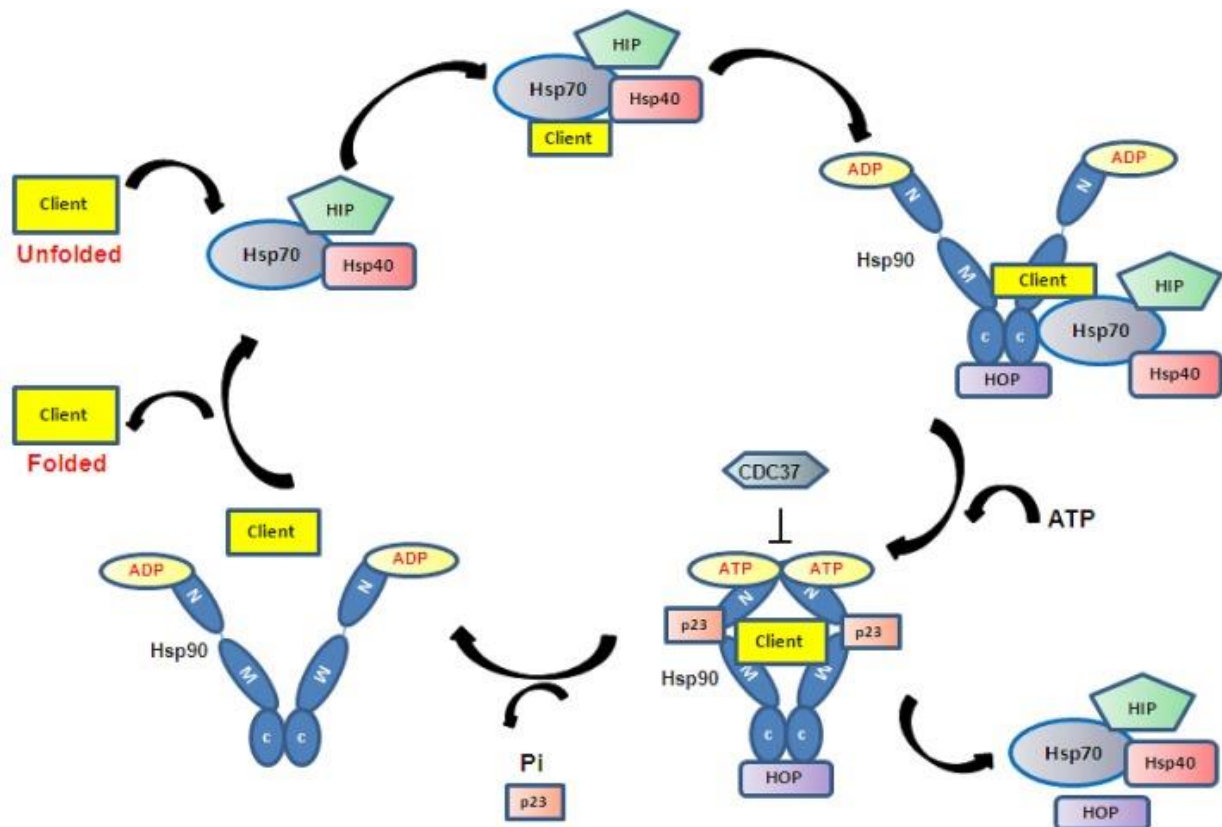 HIP
Hsp70
Hsp40
Client
Client
Unfolded
HIP
Hsp70
Hsp40
ADP
ADP
N
N
Hsp90
M
Client
HIP
Hsp70
C
C
HOP
Hsp40
Client
Folded
CDC37
ATP
ATP
ATP
N
N
p23
p23
Client
M
M
Hsp90
C
C
HOP
Client
ADP
ADP
N
N
Hsp90
M
M
C
C
Pi
p23
HIP
Hsp70
Hsp40
HOP